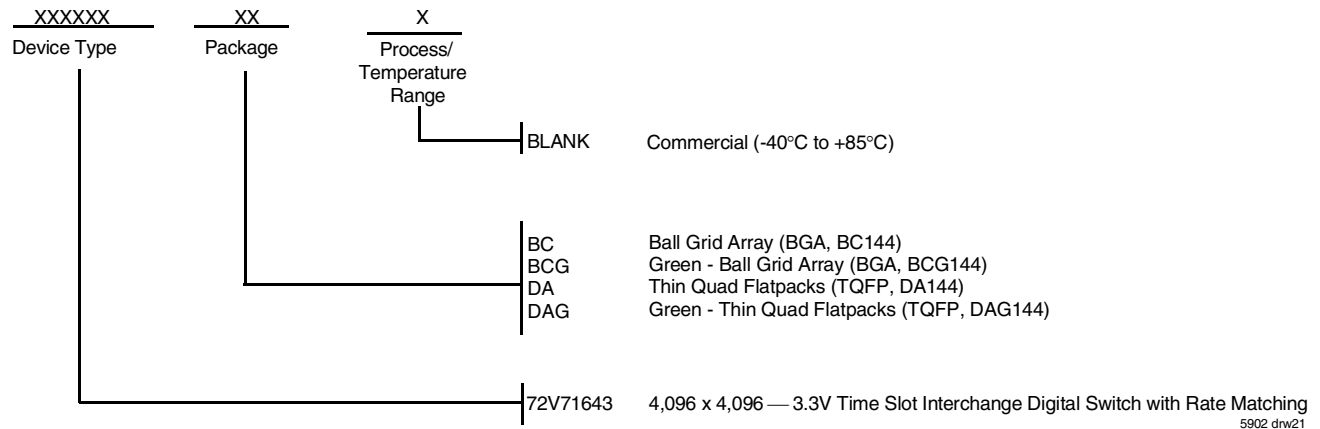 XXXXXX XX X
Device Type Package Process/
Temperature
Range
BLANK Commercial (-40°C to +85°C)
BC Ball Grid Array (BGA, BC144)
BCG Green - Ball Grid Array (BGA, BCG144)
DA Thin Quad Flatpacks (TQFP, DA144)
DAG Green - Thin Quad Flatpacks (TQFP, DAG144)
72V71643 4,096 x 4,096 — 3.3V Time Slot Interchange Digital Switch with Rate Matching
5902 drw21